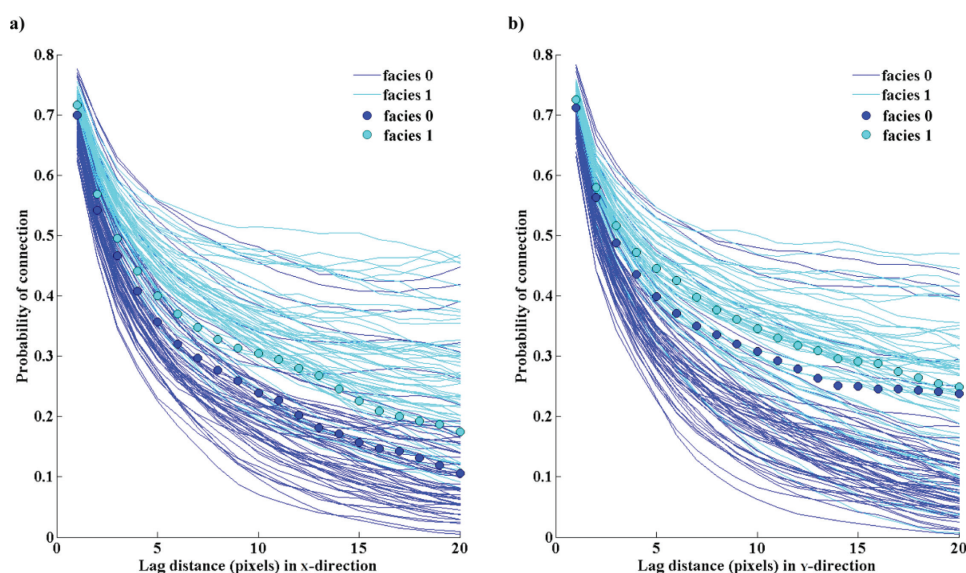 a)
0.8
0.7
0.6
0.5
0.4
0.3
0.2
0.1
0
0
5
10
15
20
Probability of connection
Lag distance (pixels) in X-direction
facies 0
facies 1
facies 0
facies 1
b)
0.8
0.7
0.6
0.5
0.4
0.3
0.2
0.1
0
0
5
10
15
20
Probability of connection
Lag distance (pixels) in Y-direction
facies 0
facies 1
facies 0
facies 1